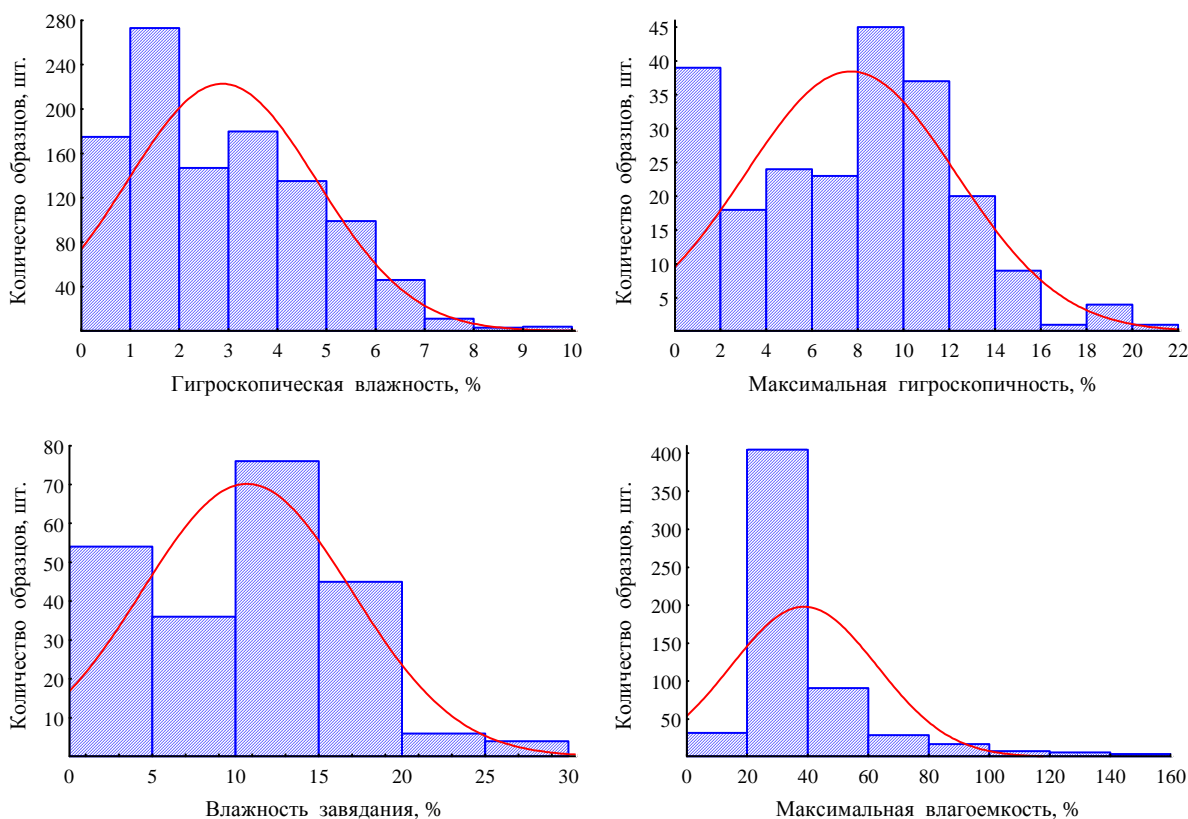 Количество образцов, шт.
280
240
200
160
120
80
40
0 1 2 3 4 5 6 7 8 9 10
Гигроскопическая влажность, %
Количество образцов, шт.
45
40
35
30
25
20
15
10
5
0 2 4 6 8 10 12 14 16 18 20 22
Максимальная гигроскопичность, %
Количество образцов, шт.
80
70
60
50
40
30
20
10
0 5 10 15 20 25 30
Влажность завядания, %
Количество образцов, шт.
400
350
300
250
200
150
100
50
0 20 40 60 80 100 120 140 160
Максимальная влагоемкость, %